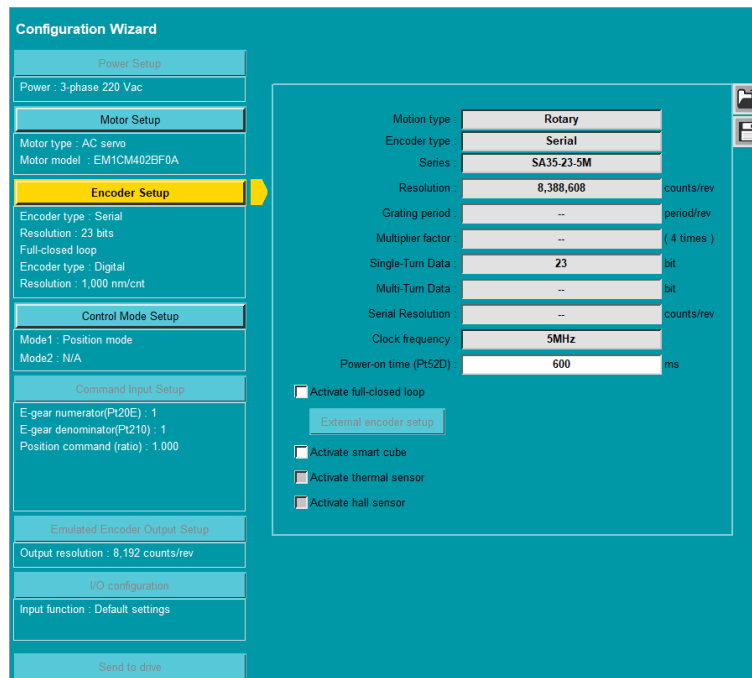 Configuration Wizard
Power Setup
Power : 3-phase 220 Vac
Motor Setup
Motor type : AC servo
Motor model : EM1CM402BF0A
Encoder Setup
Encoder type : Serial
Resolution : 23 bits
Full-closed loop
Encoder type : Digital
Resolution : 1,000 nm/cnt
Control Mode Setup
Mode1 : Position mode
Mode2 : N/A
Command Input Setup
E-gear numerator(Pt20E) : 1
E-gear denominator(Pt210) : 1
Position command (ratio) : 1.000
Emulated Encoder Output Setup
Output resolution : 8,192 counts/rev
I/O configuration
Input function : Default settings
Send to drive
Motion type : Rotary
Encoder type : Serial
Series : SA35-23-5M
Resolution : 8,388,608 counts/rev
Grating period : -- period/rev
Multiplier factor : -- ( 4 times )
Single-Turn Data : 23 bit
Multi-Turn Data : -- bit
Serial Resolution : -- counts/rev
Clock frequency : 5MHz
Power-on time (Pt52D) : 600 ms
Activate full-closed loop
External encoder setup
Activate smart cube
Activate thermal sensor
Activate hall sensor